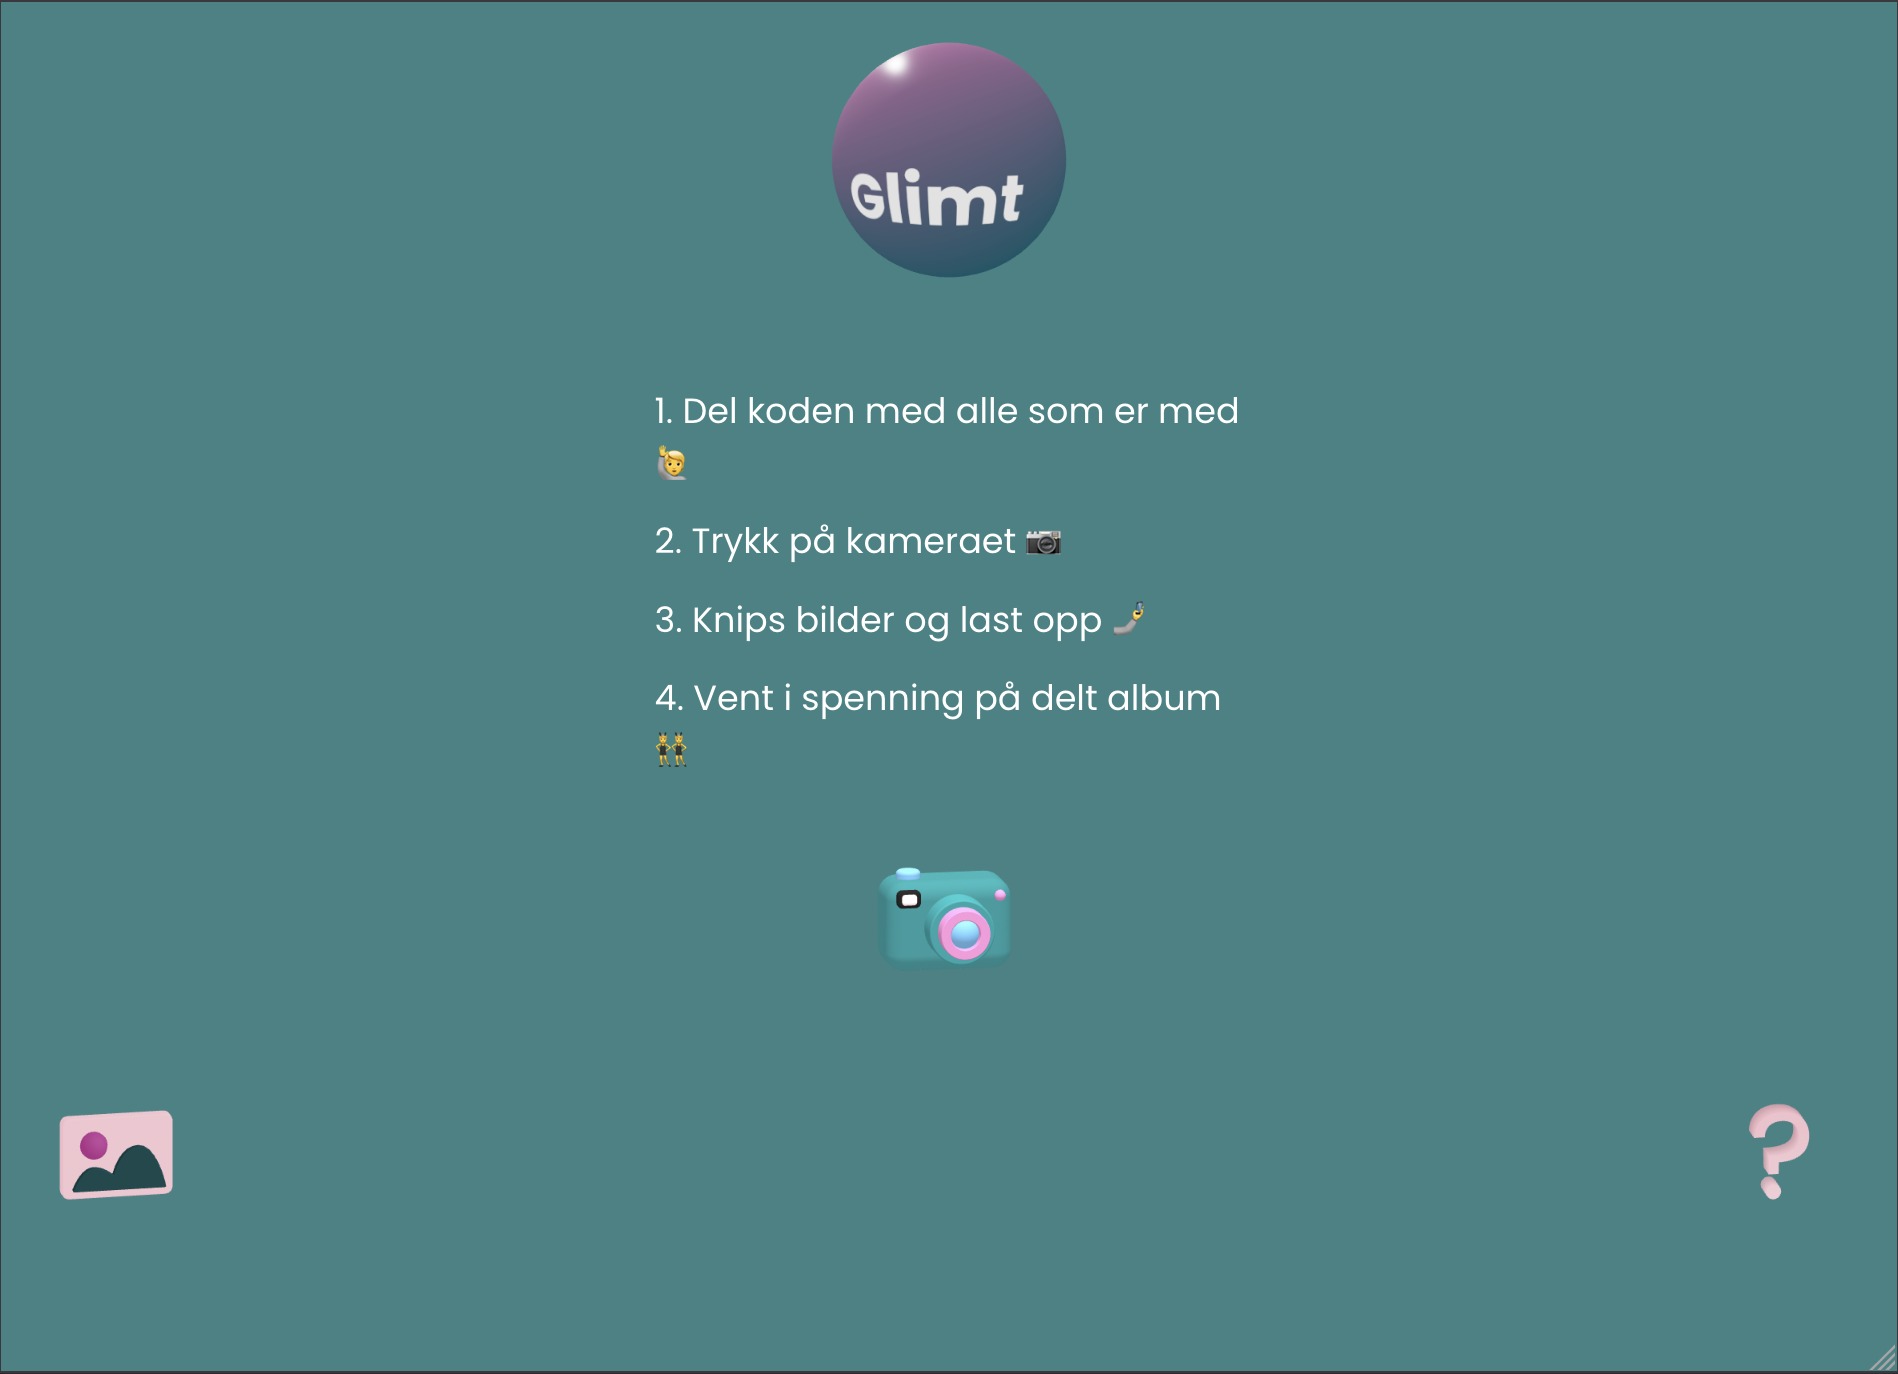 Glimt
1. Del koden med alle som er med
🙋
2. Trykk på kameraet 📷
3. Knips bilder og last opp 🤳
4. Vent i spenning på delt album
👯
?